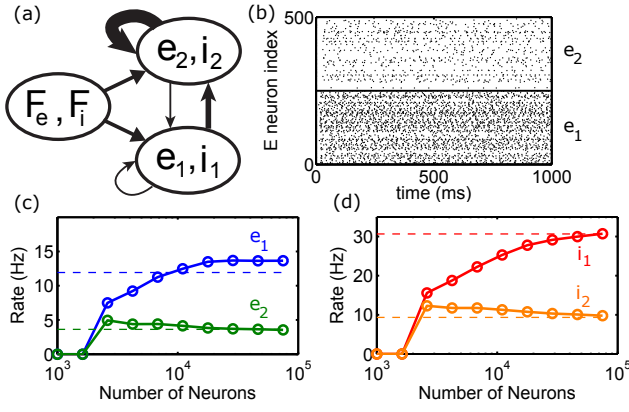 (a)
e2, i2
Fe, Fi
e1, i1
(b)
E neuron index
500
0
e2
e1
0
500
1000
time (ms)
(c)
Rate (Hz)
15
10
5
0
e1
e2
10^3
10^4
10^5
Number of Neurons
(d)
Rate (Hz)
30
20
10
0
i1
i2
10^3
10^4
10^5
Number of Neurons